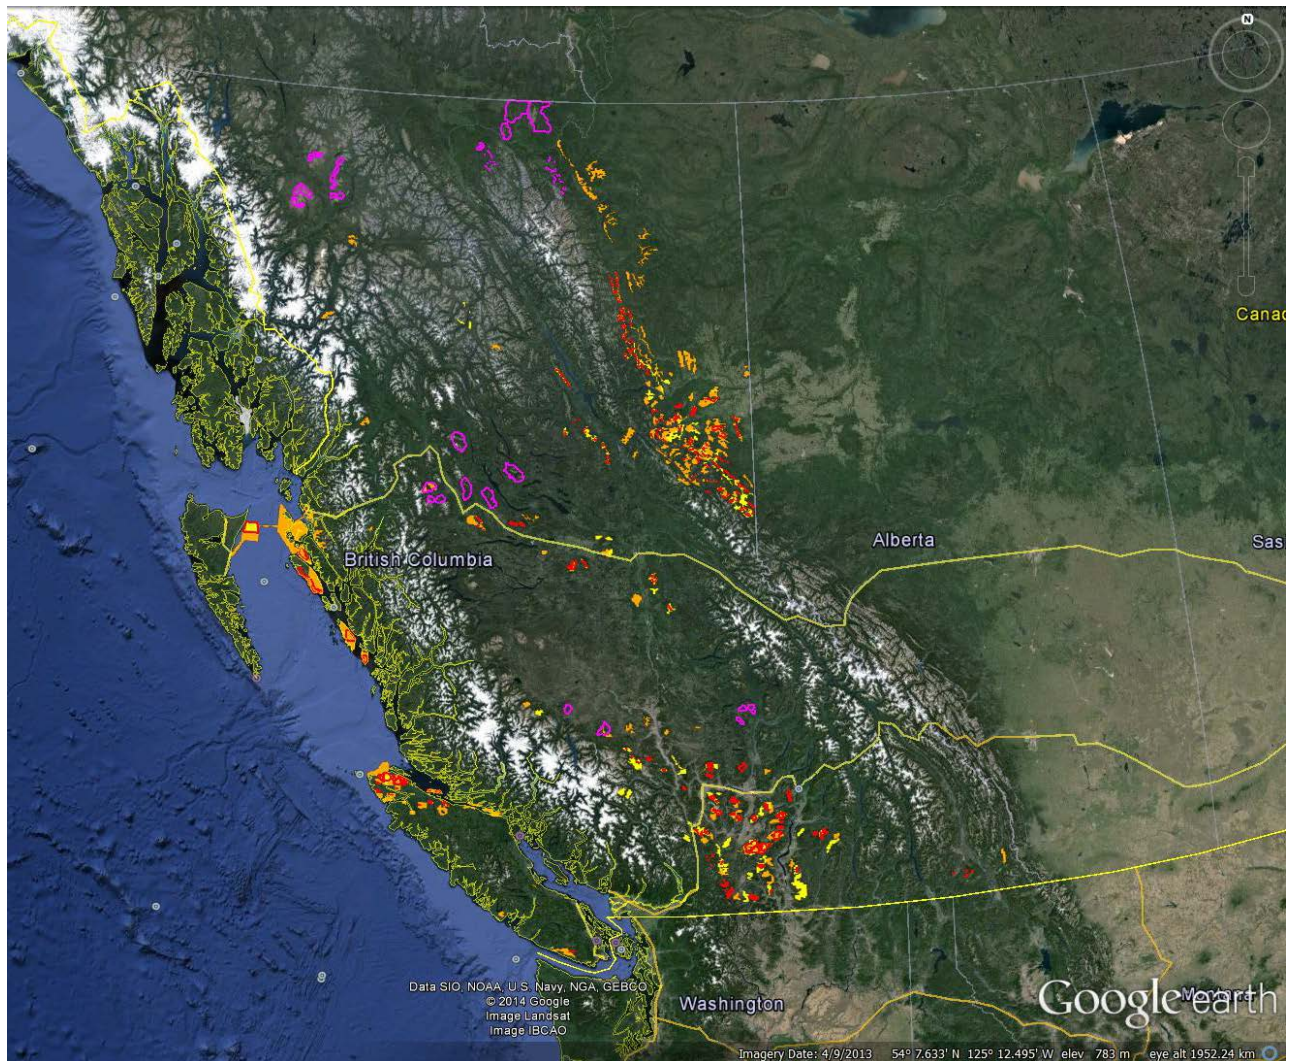 N
Canad
British Columbia
Alberta
Sas
Data SIO, NOAA, U.S. Navy, NGA, GEBCO
© 2014 Google
Image Landsat
Image IBCAO
Washington
Google earth
Montana
Imagery Date: 4/9/2013 54° 7.633' N 125° 12.495' W elev 783 m eye alt 1952.24 km